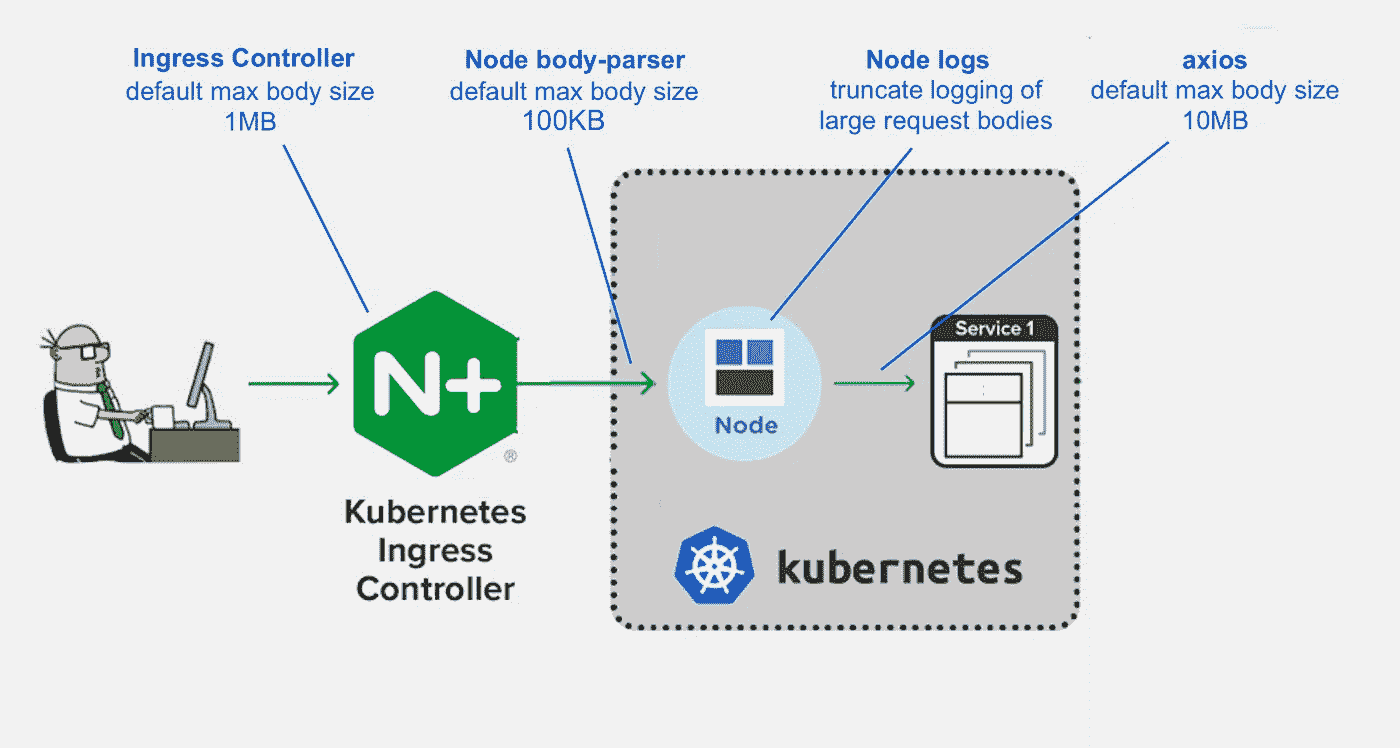 Ingress Controller
default max body size
1MB
Node body-parser
default max body size
100KB
Node logs
truncate logging of
large request bodies
axios
default max body size
10MB
N+
®
Kubernetes
Ingress
Controller
Node
Service 1
kubernetes